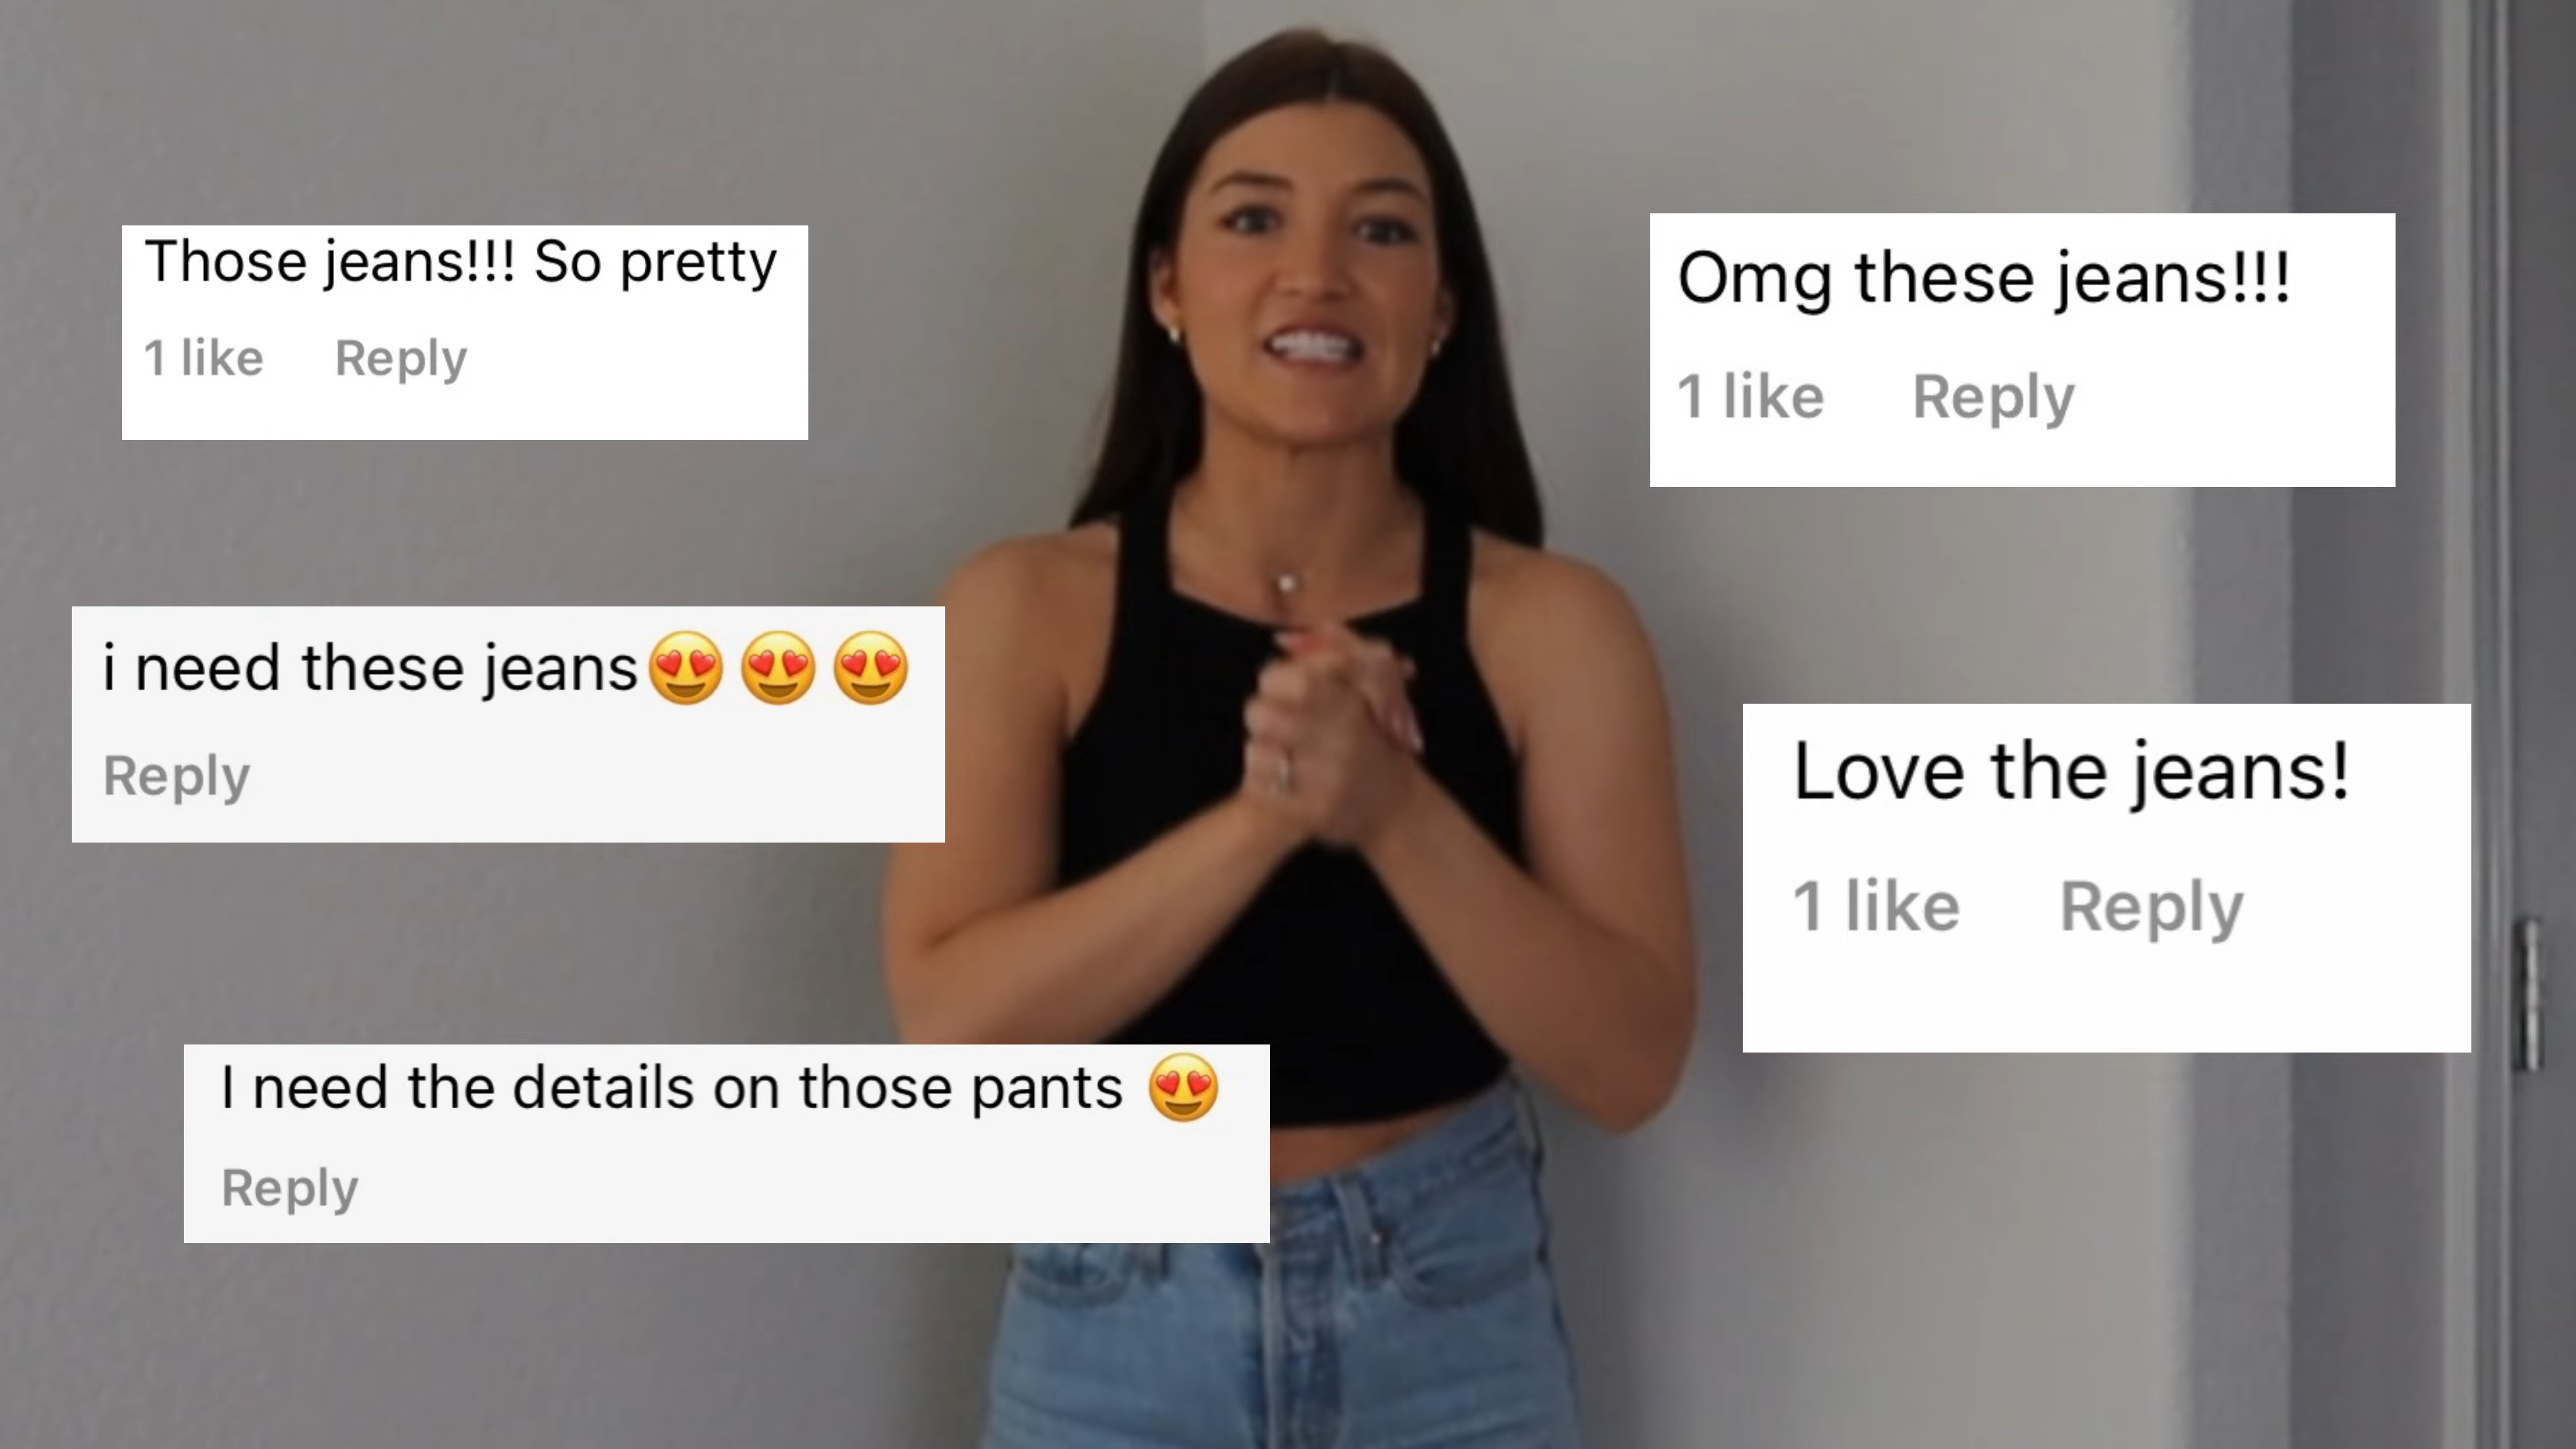 Those jeans!!! So pretty
1 like Reply
Omg these jeans!!!
1 like Reply
i need these jeans😍😍😍
Reply
Love the jeans!
1 like Reply
I need the details on those pants 😍
Reply